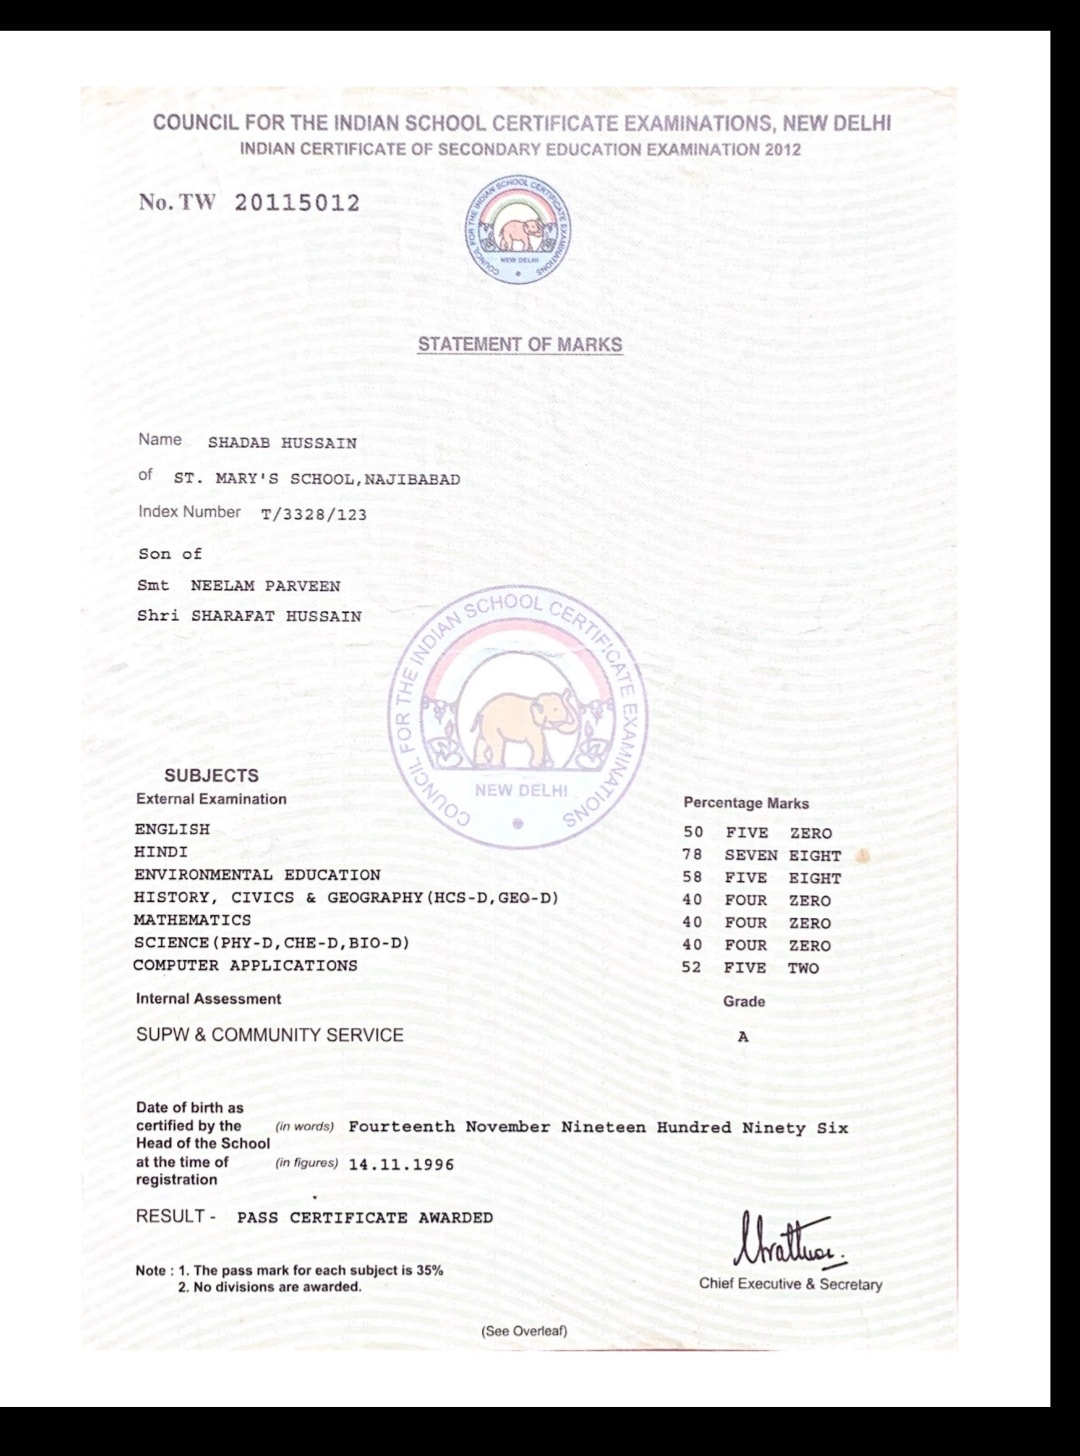 COUNCIL FOR THE INDIAN SCHOOL CERTIFICATE EXAMINATIONS, NEW DELHI
INDIAN CERTIFICATE OF SECONDARY EDUCATION EXAMINATION 2012
No. TW 20115012
COUNCIL FOR THE INDIAN SCHOOL CERTIFICATE EXAMINATIONS
NEW DELHI
STATEMENT OF MARKS
Name SHADAB HUSSAIN
of ST. MARY'S SCHOOL,NAJIBABAD
Index Number T/3328/123
Son of
Smt NEELAM PARVEEN
Shri SHARAFAT HUSSAIN
COUNCIL FOR THE INDIAN SCHOOL CERTIFICATE EXAMINATIONS
NEW DELHI
SUBJECTS
External Examination Percentage Marks
ENGLISH 50 FIVE ZERO
HINDI 78 SEVEN EIGHT
ENVIRONMENTAL EDUCATION 58 FIVE EIGHT
HISTORY, CIVICS & GEOGRAPHY(HCS-D,GEO-D) 40 FOUR ZERO
MATHEMATICS 40 FOUR ZERO
SCIENCE(PHY-D,CHE-D,BIO-D) 40 FOUR ZERO
COMPUTER APPLICATIONS 52 FIVE TWO
Internal Assessment Grade
SUPW & COMMUNITY SERVICE A
Date of birth as
certified by the (in words) Fourteenth November Nineteen Hundred Ninety Six
Head of the School
at the time of (in figures) 14.11.1996
registration
RESULT - PASS CERTIFICATE AWARDED
Note : 1. The pass mark for each subject is 35%
2. No divisions are awarded.
Chief Executive & Secretary
(See Overleaf)